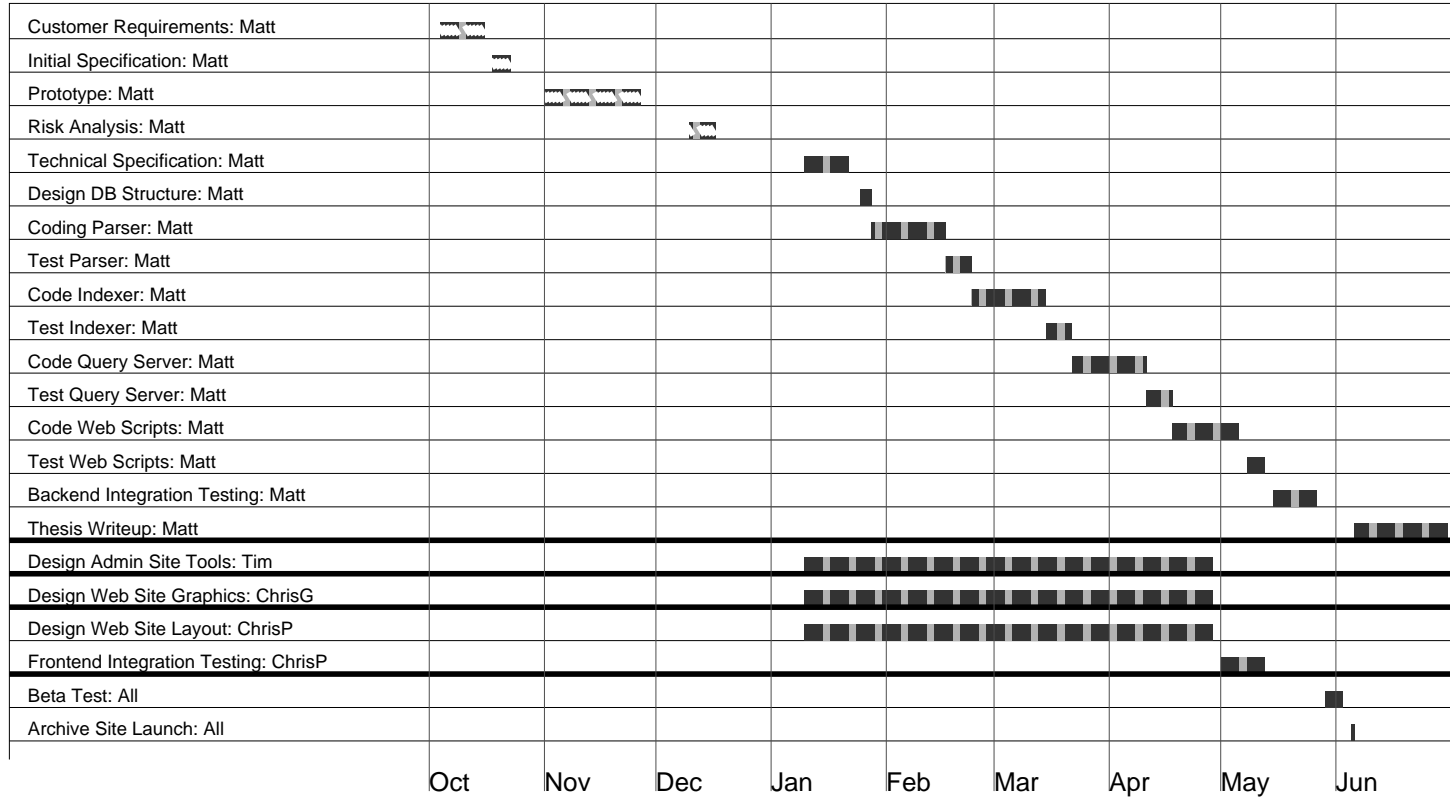 Customer Requirements: Matt
Initial Specification: Matt
Prototype: Matt
Risk Analysis: Matt
Technical Specification: Matt
Design DB Structure: Matt
Coding Parser: Matt
Test Parser: Matt
Code Indexer: Matt
Test Indexer: Matt
Code Query Server: Matt
Test Query Server: Matt
Code Web Scripts: Matt
Test Web Scripts: Matt
Backend Integration Testing: Matt
Thesis Writeup: Matt
Design Admin Site Tools: Tim
Design Web Site Graphics: ChrisG
Design Web Site Layout: ChrisP
Frontend Integration Testing: ChrisP
Beta Test: All
Archive Site Launch: All
Oct Nov Dec Jan Feb Mar Apr May Jun